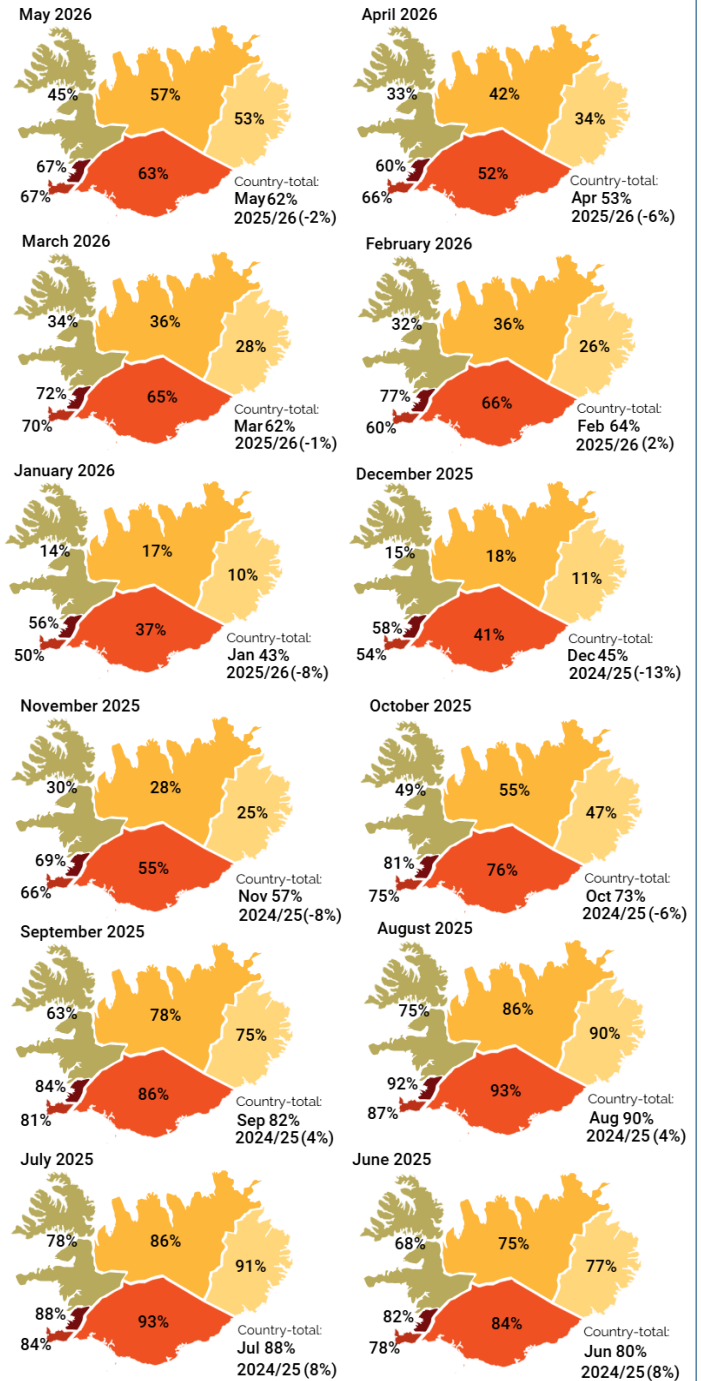 May 2026
45%
57%
53%
67%
63%
67%
Country-total:
May 62%
2025/26 (-2%)
April 2026
33%
42%
34%
60%
52%
66%
Country-total:
Apr 53%
2025/26 (-6%)
March 2026
34%
36%
28%
72%
65%
70%
Country-total:
Mar 62%
2025/26 (-1%)
February 2026
32%
36%
26%
77%
66%
60%
Country-total:
Feb 64%
2025/26 (2%)
January 2026
14%
17%
10%
56%
37%
50%
Country-total:
Jan 43%
2025/26 (-8%)
December 2025
15%
18%
11%
58%
41%
54%
Country-total:
Dec 45%
2024/25 (-13%)
November 2025
30%
28%
25%
69%
55%
66%
Country-total:
Nov 57%
2024/25 (-8%)
October 2025
49%
55%
47%
81%
76%
75%
Country-total:
Oct 73%
2024/25 (-6%)
September 2025
63%
78%
75%
84%
86%
81%
Country-total:
Sep 82%
2024/25 (4%)
August 2025
75%
86%
90%
92%
93%
87%
Country-total:
Aug 90%
2024/25 (4%)
July 2025
78%
86%
91%
88%
93%
84%
Country-total:
Jul 88%
2024/25 (8%)
June 2025
68%
75%
77%
82%
84%
78%
Country-total:
Jun 80%
2024/25 (8%)